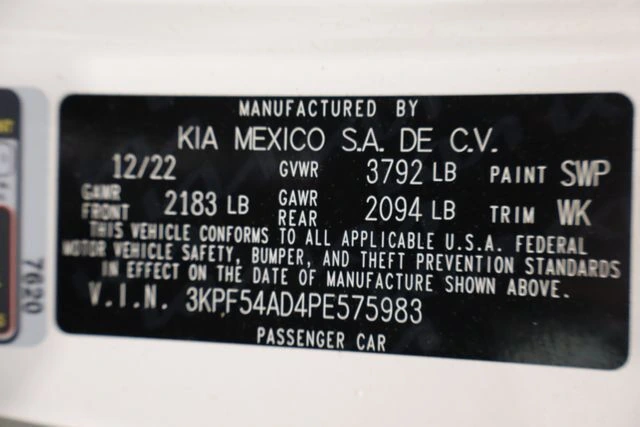 MANUFACTURED BY
KIA MEXICO S.A. DE C.V.
12/22 GVWR 3792 LB PAINT SWP
GAWR FRONT 2183 LB GAWR REAR 2094 LB TRIM WK
THIS VEHICLE CONFORMS TO ALL APPLICABLE U.S.A. FEDERAL
MOTOR VEHICLE SAFETY, BUMPER, AND THEFT PREVENTION STANDARDS
IN EFFECT ON THE DATE OF MANUFACTURE SHOWN ABOVE.
V.I.N. 3KPF54AD4PE575983
PASSENGER CAR
7620